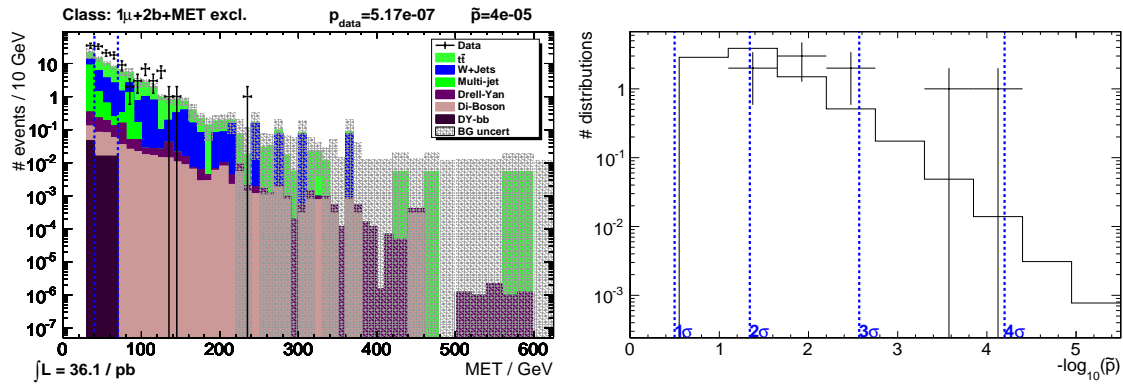 Class: 1μ+2b+MET excl. p_data=5.17e-07 p̃=4e-05
# events / 10 GeV
10
1
10⁻¹
10⁻²
10⁻³
10⁻⁴
10⁻⁵
10⁻⁶
10⁻⁷
Data
tt̄
W+Jets
Multi-jet
Drell-Yan
Di-Boson
DY-bb
BG uncert
0 100 200 300 400 500 600
∫L = 36.1 / pb MET / GeV
# distributions
1
10⁻¹
10⁻²
10⁻³
1σ 2σ 3σ 4σ
0 1 2 3 4 5
-log₁₀(p̃)